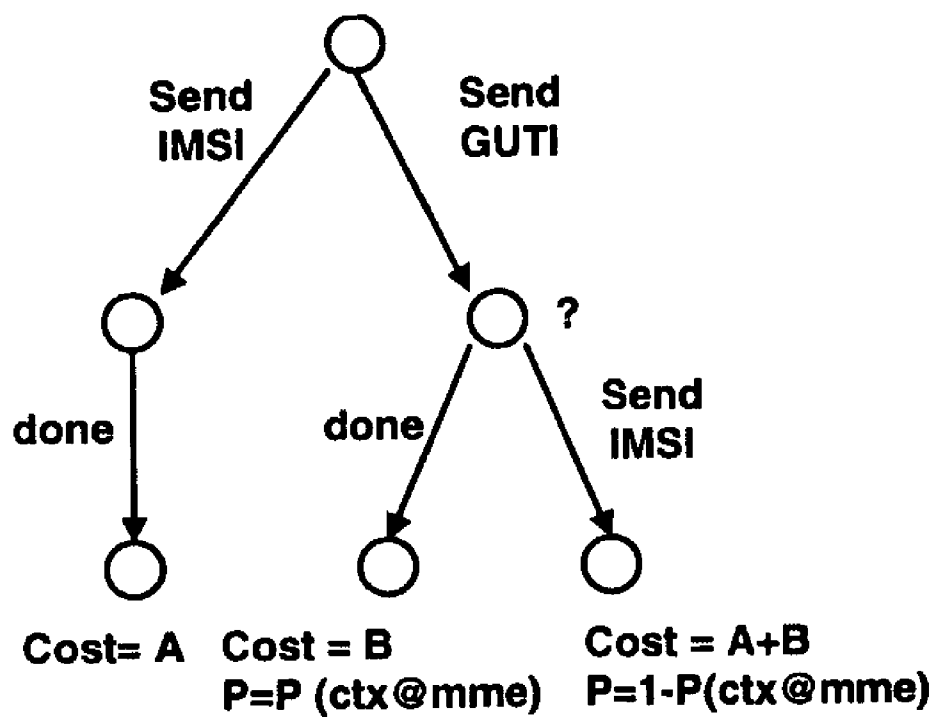 Send
IMSI
Send
GUTI
?
done
done
Send
IMSI
Cost= A
Cost = B
P=P (ctx@mme)
Cost = A+B
P=1-P(ctx@mme)